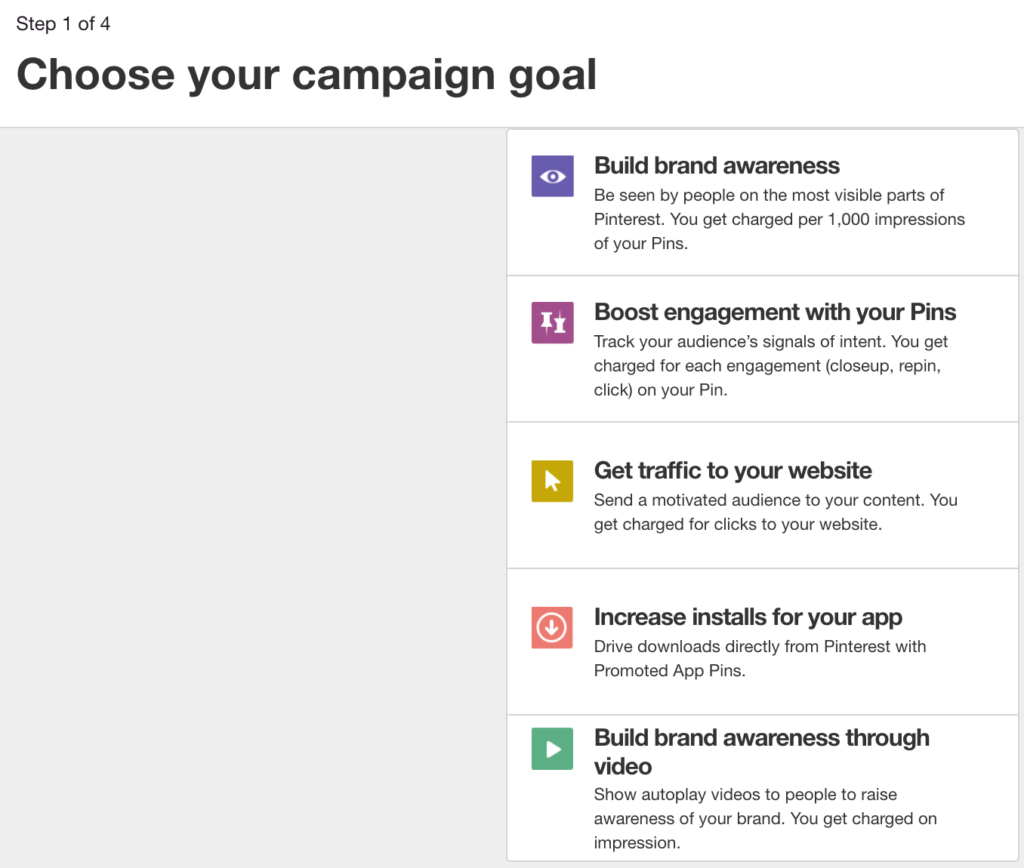 Step 1 of 4
Choose your campaign goal
Build brand awareness
Be seen by people on the most visible parts of
Pinterest. You get charged per 1,000 impressions
of your Pins.
Boost engagement with your Pins
Track your audience’s signals of intent. You get
charged for each engagement (closeup, repin,
click) on your Pin.
Get traffic to your website
Send a motivated audience to your content. You
get charged for clicks to your website.
Increase installs for your app
Drive downloads directly from Pinterest with
Promoted App Pins.
Build brand awareness through
video
Show autoplay videos to people to raise
awareness of your brand. You get charged on
impression.